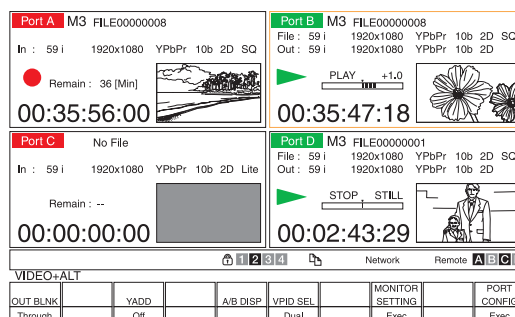 Port A M3 FILE00000008
In : 59 i 1920x1080 YPbPr 10b 2D SQ
Remain : 36 [Min]
00:35:56:00
Port B M3 FILE00000008
File : 59 i 1920x1080 YPbPr 10b 2D SQ
Out : 59 i 1920x1080 YPbPr 10b 2D
PLAY +1.0
00:35:47:18
Port C No File
In : 59 i 1920x1080 YPbPr 10b 2D Lite
Remain : --
00:00:00:00
Port D M3 FILE00000001
File : 59 i 1920x1080 YPbPr 10b 2D SQ
Out : 59 i 1920x1080 YPbPr 10b 2D
STOP STILL
00:02:43:29
1 2 3 4 Network Remote A B C
VIDEO+ALT
OUT BLNK YADD A/B DISP VPID SEL MONITOR SETTING PORT CONFIG
Through Off Dual Exec Exec